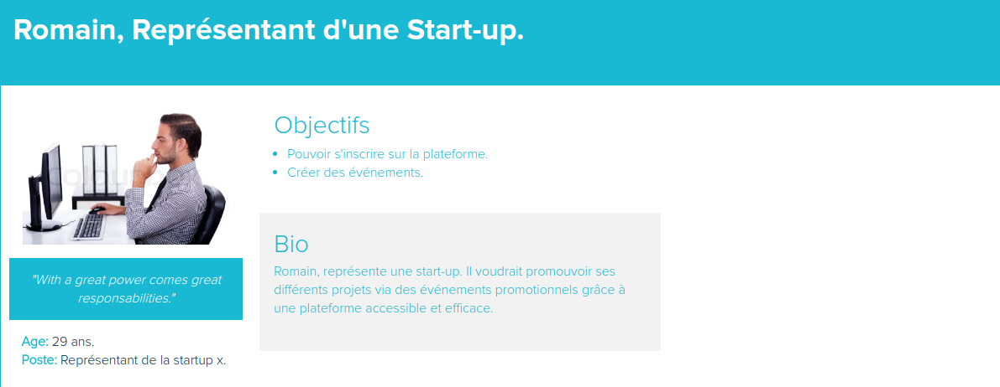 Romain, Représentant d'une Start-up.
Objectifs
Pouvoir s'inscrire sur la plateforme.
Créer des événements.
"With a great power comes great
responsabilities."
Age: 29 ans.
Poste: Représentant de la startup x.
Bio
Romain, représente une start-up. Il voudrait promouvoir ses
différents projets via des événements promotionnels grâce à
une plateforme accessible et efficace.